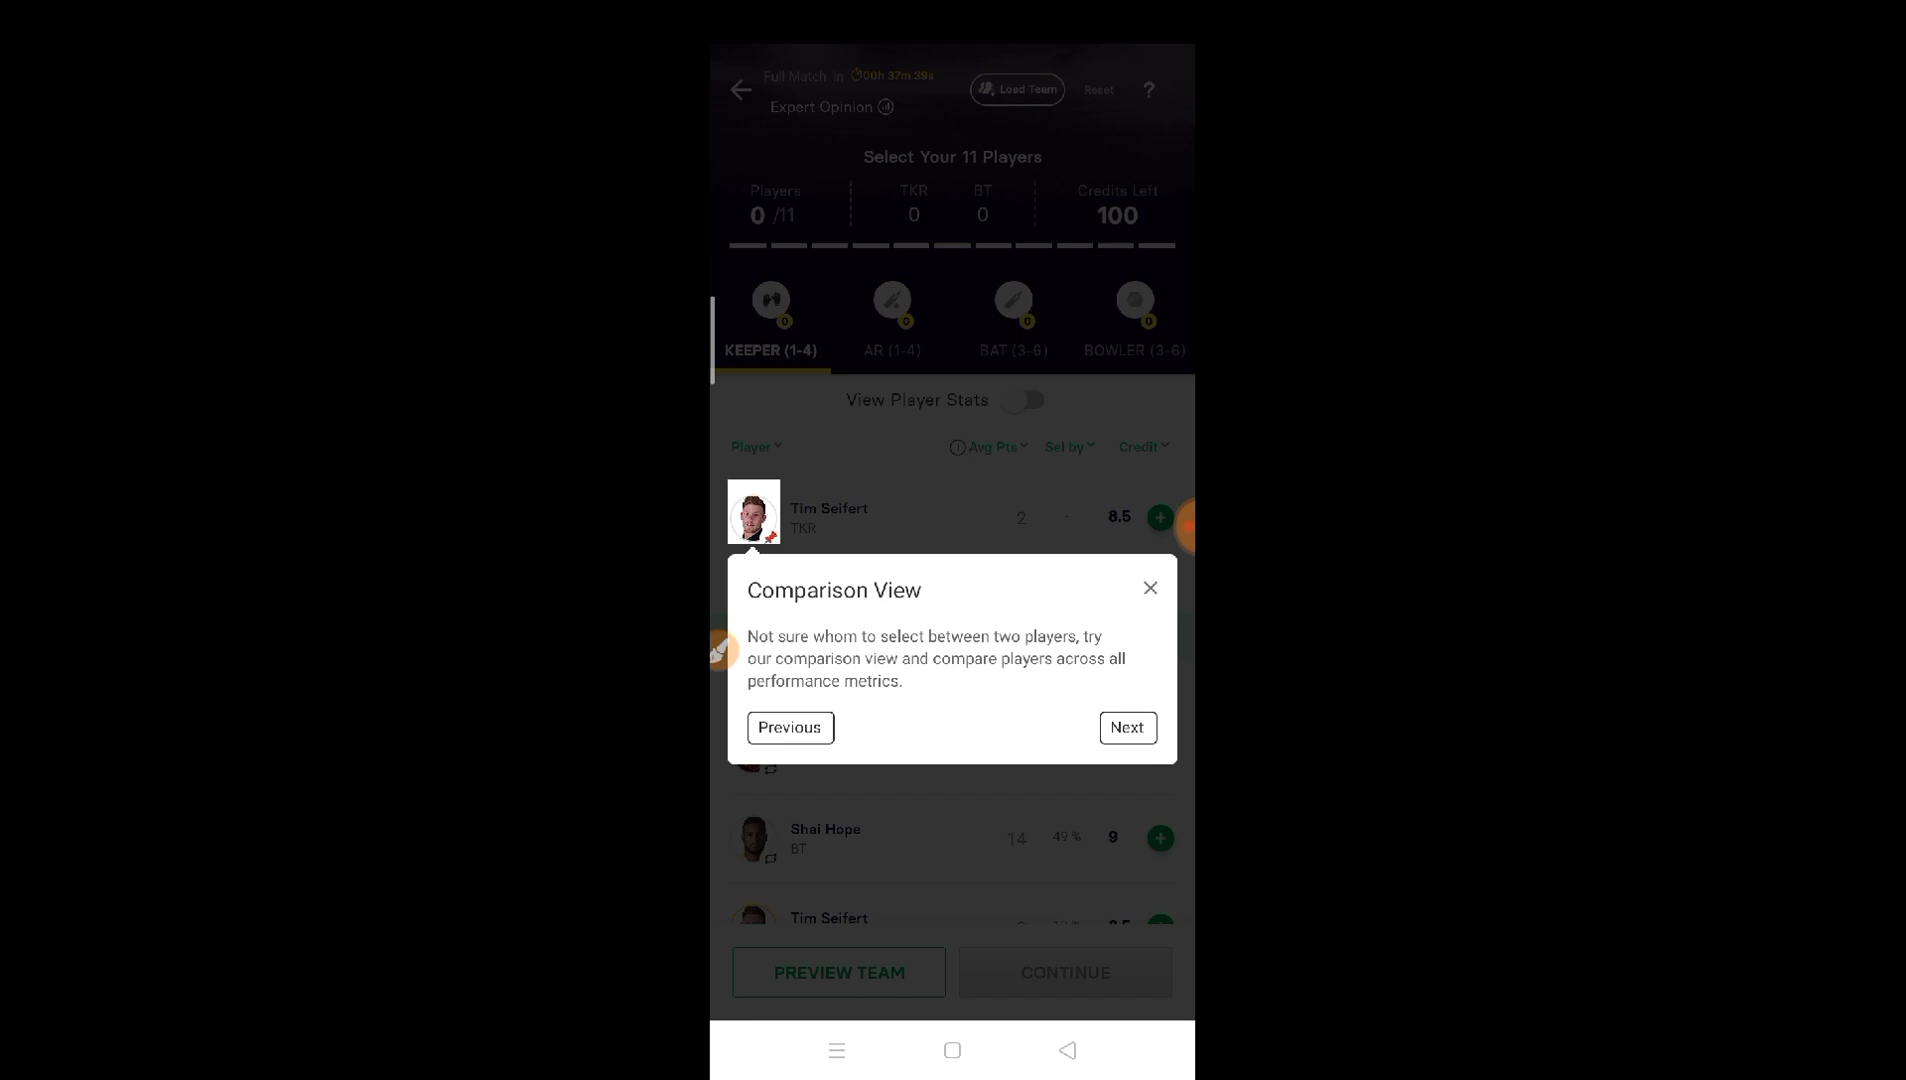 Full Match in 00h 37m 39s
Load Team
Reset
?
Expert Opinion
Select Your 11 Players
Players
TKR
BT
Credits Left
0 /11
0
0
100
0
0
0
0
KEEPER (1-4)
AR (1-4)
BAT (3-6)
BOWLER (3-6)
View Player Stats
Player
Avg Pts
Sel by
Credit
Tim Seifert
TKR
2
-
8.5
Comparison View
Not sure whom to select between two players, try
our comparison view and compare players across all
performance metrics.
Previous
Next
Shai Hope
BT
14
49 %
9
Tim Seifert
PREVIEW TEAM
CONTINUE